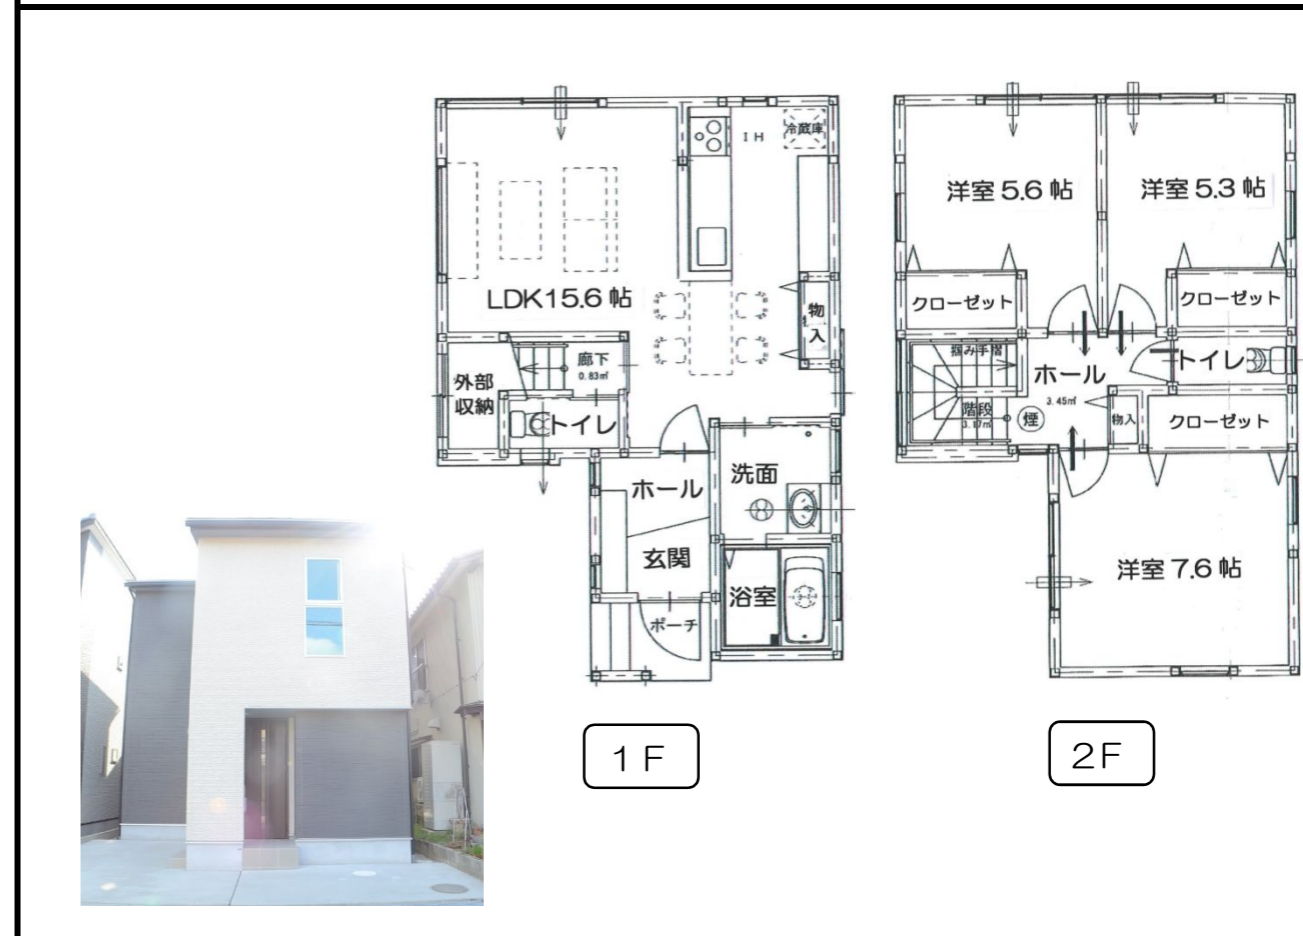 ＩＨ
冷蔵庫
LDK15.6 帖
物
入
廊下
0.83㎡
外部
収納
トイレ
ホール
洗面
玄関
浴室
ポーチ
１Ｆ
洋室 5.6 帖
洋室 5.3 帖
クローゼット
クローゼット
掴み手摺
ホール
3.45㎡
トイレ
階段
3.17㎡
煙
物入
クローゼット
洋室 7.6 帖
2F